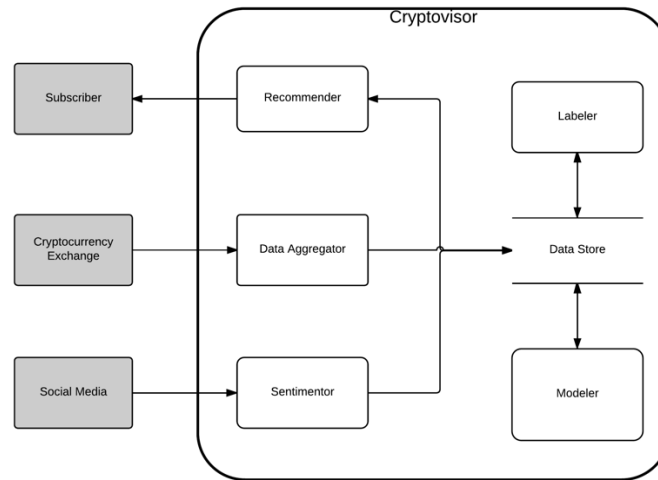 Cryptovisor
Subscriber
Recommender
Labeler
Cryptocurrency
Exchange
Data Aggregator
Data Store
Social Media
Sentimentor
Modeler